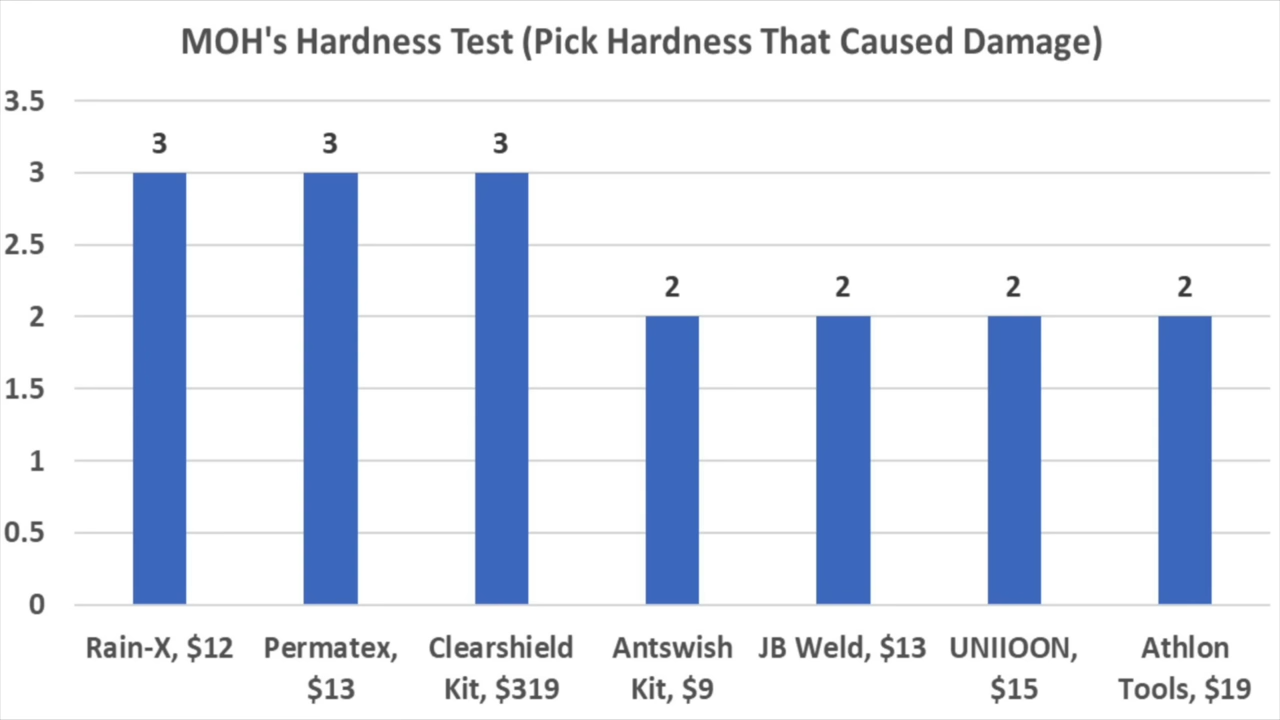 MOH's Hardness Test (Pick Hardness That Caused Damage)
3.5
3
2.5
2
1.5
1
0.5
0
3
3
3
2
2
2
2
Rain-X, $12
Permatex,
$13
Clearshield
Kit, $319
Antswish
Kit, $9
JB Weld, $13
UNIIOON,
$15
Athlon
Tools, $19